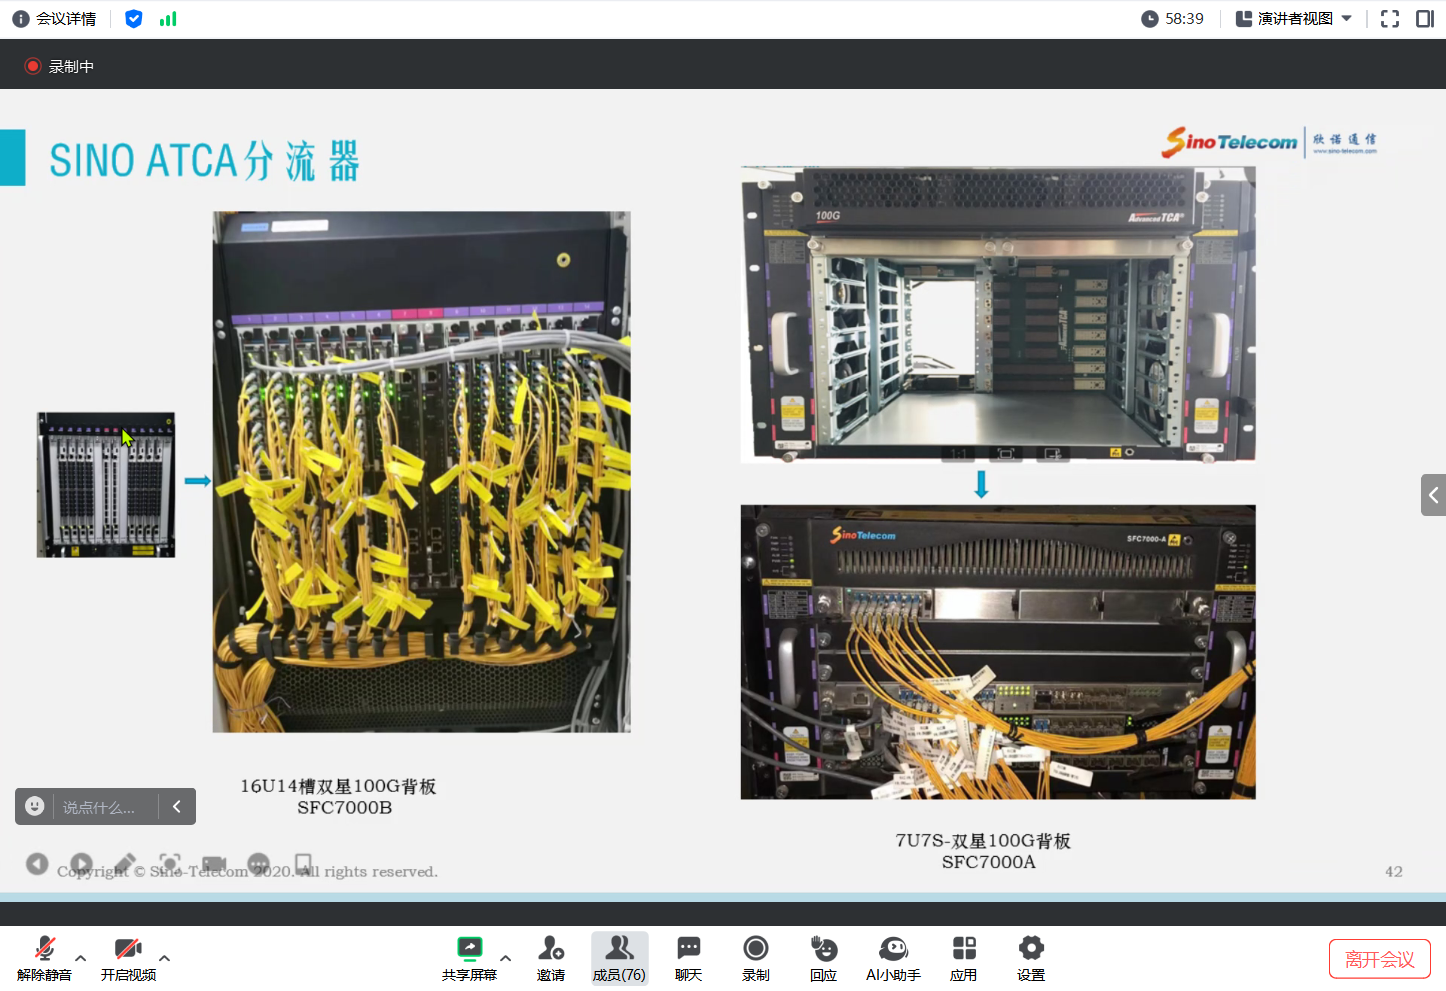 会议详情
58:39
演讲者视图
录制中
SINO ATCA分流器
SinoTelecom 欣诺通信
www.sino-telecom.com
100G
AdvancedTCA®
SinoTelecom
SFC7000-A
16U14槽双星100G背板
SFC7000B
7U7S-双星100G背板
SFC7000A
说点什么...
Copyright © Sino-Telecom 2020. All rights reserved.
42
解除静音
开启视频
共享屏幕
邀请
成员(76)
聊天
录制
回应
AI小助手
应用
设置
离开会议